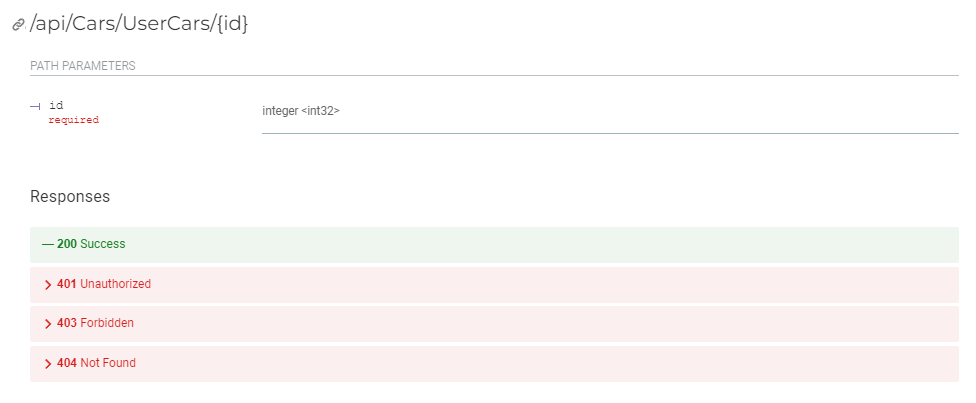 /api/Cars/UserCars/{id}
PATH PARAMETERS
id
required
integer <int32>
Responses
200 Success
401 Unauthorized
403 Forbidden
404 Not Found